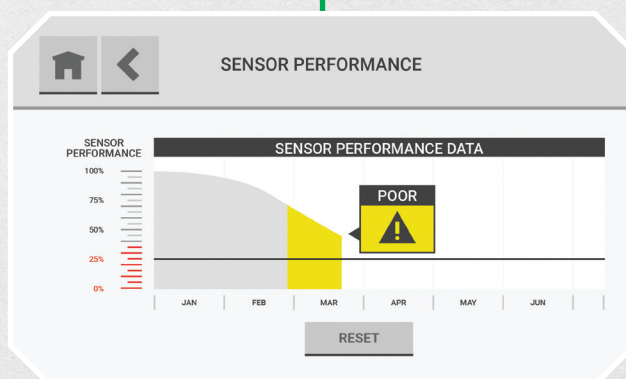 SENSOR PERFORMANCE
SENSOR
PERFORMANCE
SENSOR PERFORMANCE DATA
100%
75%
50%
25%
0%
POOR
JAN
FEB
MAR
APR
MAY
JUN
RESET